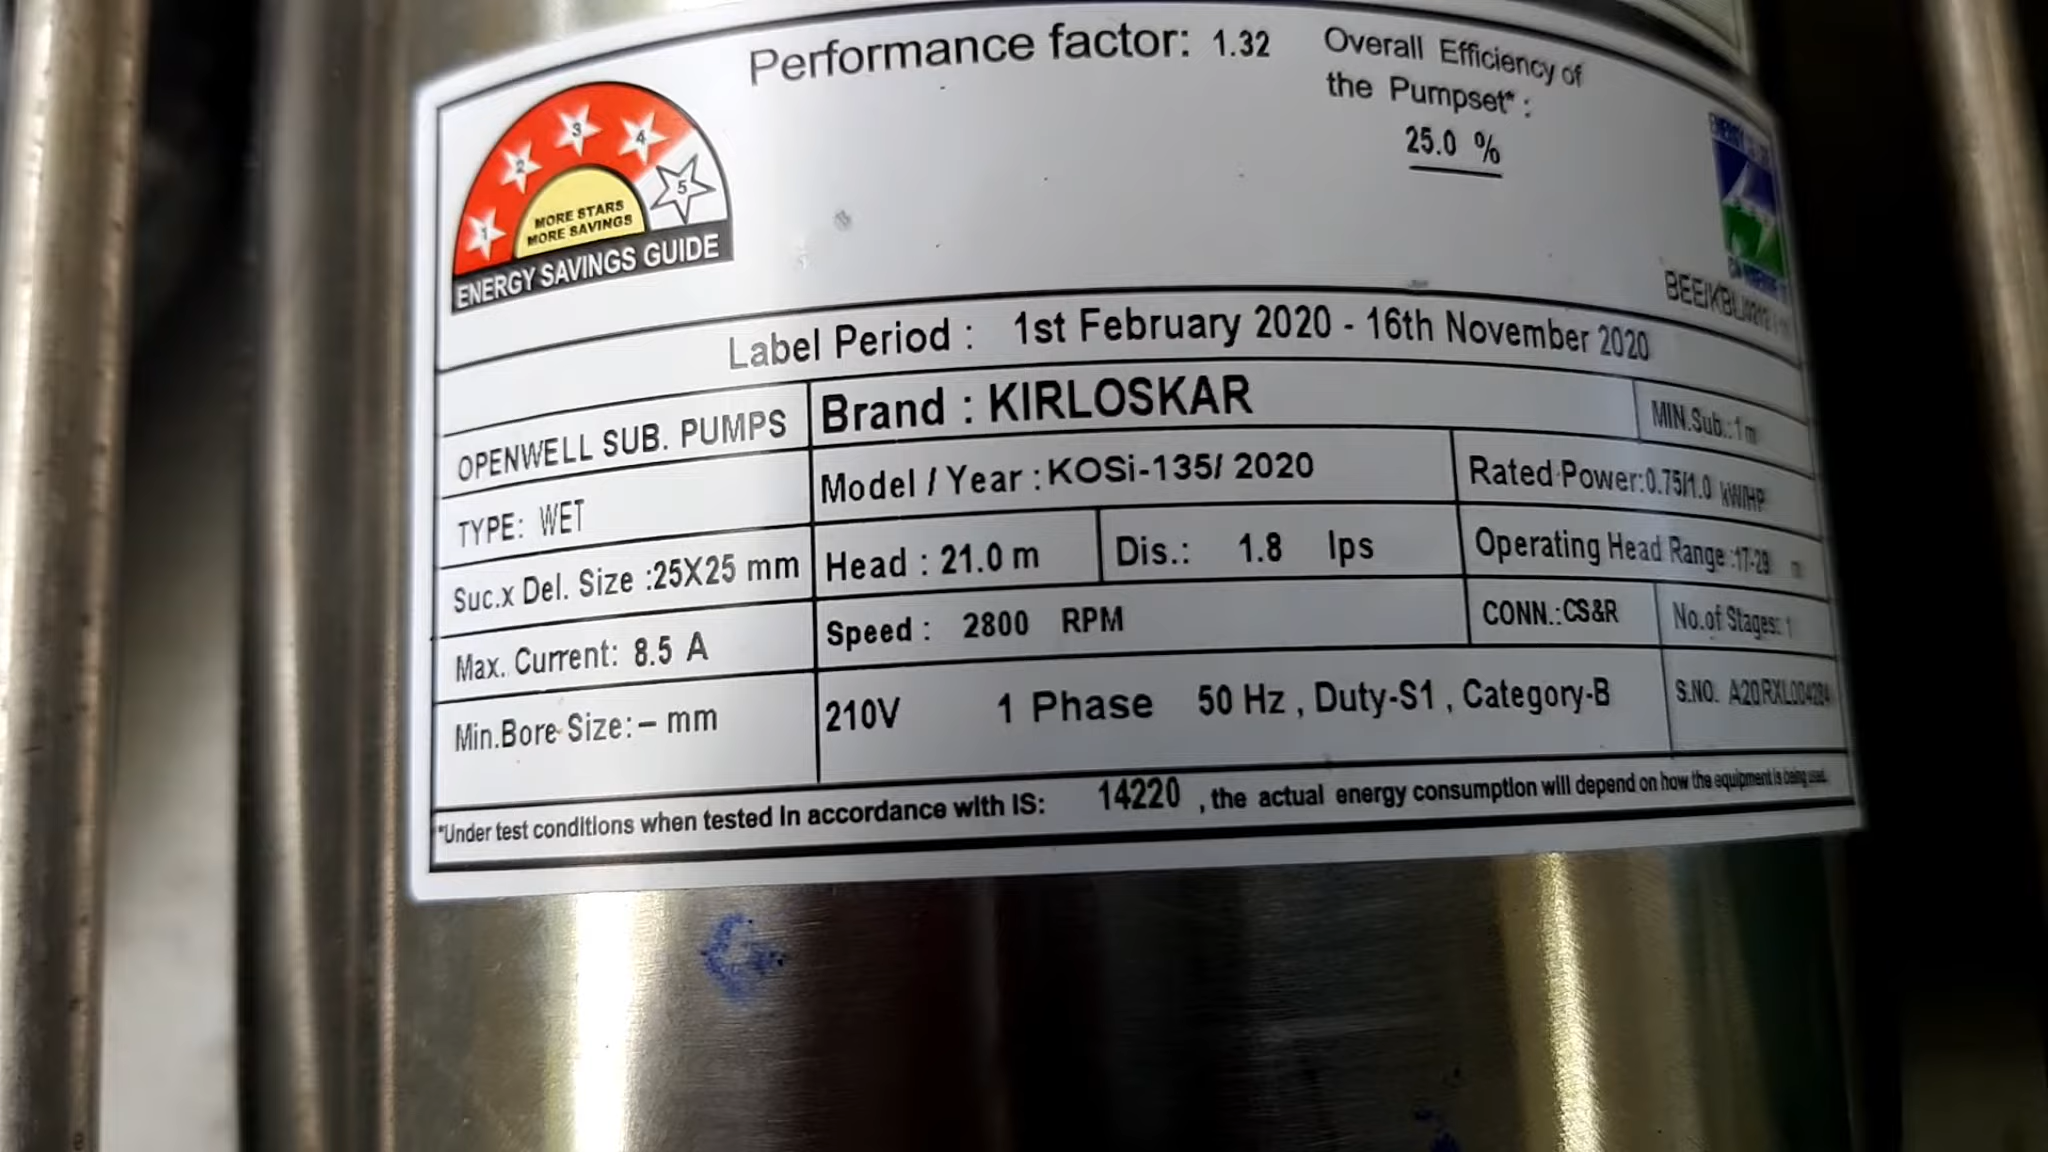 Performance factor: 1.32
Overall Efficiency of
the Pumpset* :
25.0 %
1 2 3 4 5
MORE STARS
MORE SAVINGS
ENERGY SAVINGS GUIDE
Label Period : 1st February 2020 - 16th November 2020
OPENWELL SUB. PUMPS
Brand : KIRLOSKAR
MIN.Sub.:1 m
TYPE: WET
Model / Year : KOSi-135/ 2020
Rated Power:0.75/1.0 kW/HP
Suc.x Del. Size :25X25 mm
Head : 21.0 m
Dis.: 1.8 lps
Operating Head Range :17-29 m
Max. Current: 8.5 A
Speed : 2800 RPM
CONN.:CS&R
No.of Stages: 1
Min.Bore Size:– mm
210V 1 Phase 50 Hz , Duty-S1 , Category-B
S.NO.
*Under test conditions when tested in accordance with IS: 14220 , the actual energy consumption will depend on how the equipment is being used.